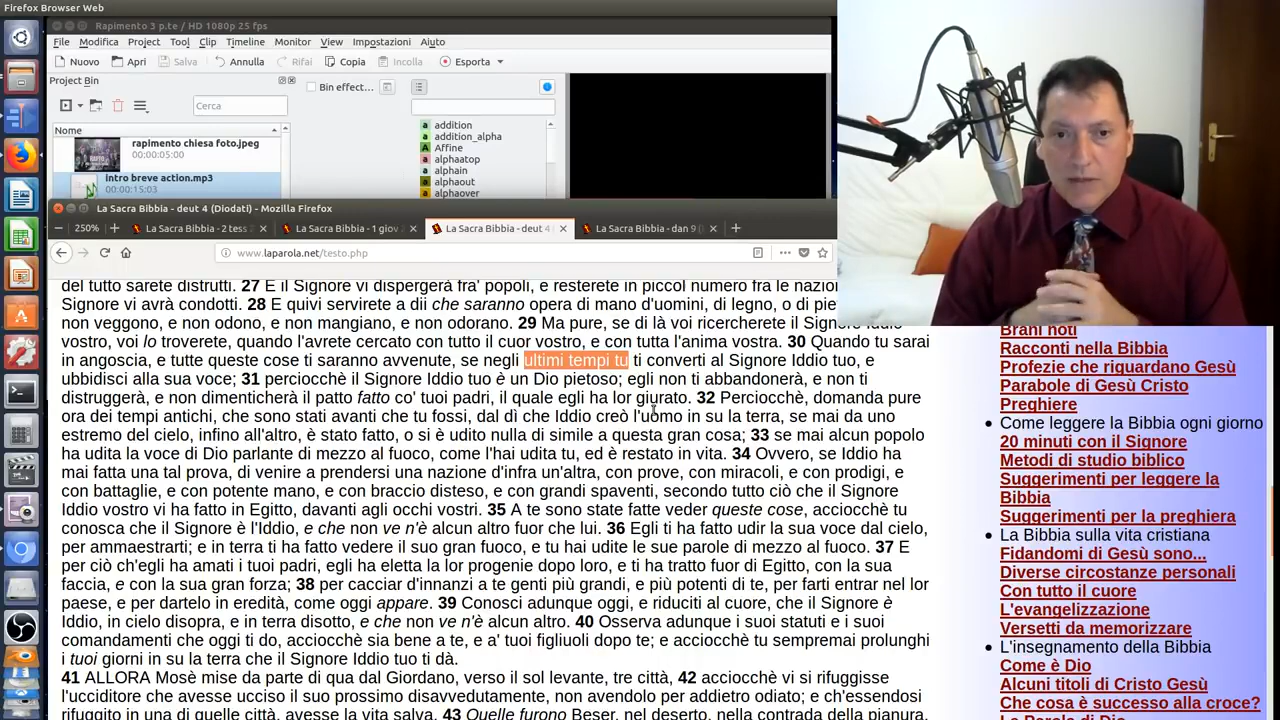 Firefox Browser Web
Rapimento 3 p.te / HD 1080p 25 fps
File Modifica Project Tool Clip Timeline Monitor View Impostazioni Aiuto
Nuovo Apri Salva Annulla Rifai Copia Incolla Esporta
Project Bin
Bin effect...
Cerca
Nome
rapimento chiesa foto.jpeg
00:00:05:00
intro breve action.mp3
00:00:15:03
addition
addition_alpha
Affine
alphaatop
alphain
alphaout
alphaover
La Sacra Bibbia - deut 4 (Diodati) - Mozilla Firefox
250%
La Sacra Bibbia - 2 tess
La Sacra Bibbia - 1 giov
La Sacra Bibbia - deut 4
La Sacra Bibbia - dan 9
www.laparola.net/testo.php
del tutto sarete distrutti. 27 E il Signore vi dispergerà fra' popoli, e resterete in piccol numero fra le nazion
Signore vi avrà condotti. 28 E quivi servirete a dii che saranno opera di mano d'uomini, di legno, o di pie
non veggono, e non odono, e non mangiano, e non odorano. 29 Ma pure, se di là voi ricercherete il Signore Iddio
vostro, voi lo troverete, quando l'avrete cercato con tutto il cuor vostro, e con tutta l'anima vostra. 30 Quando tu sarai
in angoscia, e tutte queste cose ti saranno avvenute, se negli ultimi tempi tu ti converti al Signore Iddio tuo, e
ubbidisci alla sua voce; 31 perciocchè il Signore Iddio tuo è un Dio pietoso; egli non ti abbandonerà, e non ti
distruggerà, e non dimenticherà il patto fatto co' tuoi padri, il quale egli ha lor giurato. 32 Perciocchè, domanda pure
ora dei tempi antichi, che sono stati avanti che tu fossi, dal dì che Iddio creò l'uomo in su la terra, se mai da uno
estremo del cielo, infino all'altro, è stato fatto, o si è udito nulla di simile a questa gran cosa; 33 se mai alcun popolo
ha udita la voce di Dio parlante di mezzo al fuoco, come l'hai udita tu, ed è restato in vita. 34 Ovvero, se Iddio ha
mai fatta una tal prova, di venire a prendersi una nazione d'infra un'altra, con prove, con miracoli, e con prodigi, e
con battaglie, e con potente mano, e con braccio disteso, e con grandi spaventi, secondo tutto ciò che il Signore
Iddio vostro vi ha fatto in Egitto, davanti agli occhi vostri. 35 A te sono state fatte veder queste cose, acciocchè tu
conosca che il Signore è l'Iddio, e che non ve n'è alcun altro fuor che lui. 36 Egli ti ha fatto udir la sua voce dal cielo,
per ammaestrarti; e in terra ti ha fatto vedere il suo gran fuoco, e tu hai udite le sue parole di mezzo al fuoco. 37 E
per ciò ch'egli ha amati i tuoi padri, egli ha eletta la lor progenie dopo loro, e ti ha tratto fuor di Egitto, con la sua
faccia, e con la sua gran forza; 38 per cacciar d'innanzi a te genti più grandi, e più potenti di te, per farti entrar nel lor
paese, e per dartelo in eredità, come oggi appare. 39 Conosci adunque oggi, e riduciti al cuore, che il Signore è
Iddio, in cielo disopra, e in terra disotto, e che non ve n'è alcun altro. 40 Osserva adunque i suoi statuti e i suoi
comandamenti che oggi ti do, acciocchè sia bene a te, e a' tuoi figliuoli dopo te; e acciocchè tu sempremai prolunghi
i tuoi giorni in su la terra che il Signore Iddio tuo ti dà.
41 ALLORA Mosè mise da parte di qua dal Giordano, verso il sol levante, tre città, 42 acciocchè vi si rifuggisse
l'ucciditore che avesse ucciso il suo prossimo disavvedutamente, non avendolo per addietro odiato; e ch'essendosi
rifuggito in una di quelle città, avesse la vita salva. 43 Quelle furono Beser, nel deserto, nella contrada della pianura,
Brani noti
Racconti nella Bibbia
Profezie che riguardano Gesù
Parabole di Gesù Cristo
Preghiere
Come leggere la Bibbia ogni giorno
20 minuti con il Signore
Metodi di studio biblico
Suggerimenti per leggere la
Bibbia
Suggerimenti per la preghiera
La Bibbia sulla vita cristiana
Fidandomi di Gesù sono...
Diverse circostanze personali
Con tutto il cuore
L'evangelizzazione
Versetti da memorizzare
L'insegnamento della Bibbia
Come è Dio
Alcuni titoli di Cristo Gesù
Che cosa è successo alla croce?
La Parola di Dio